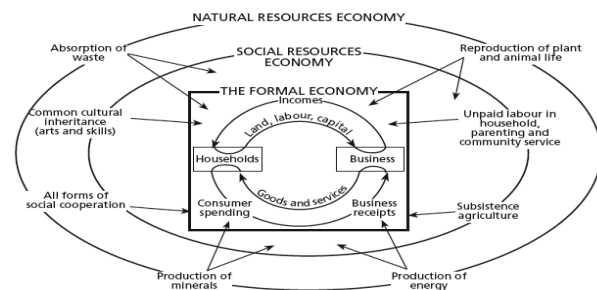 NATURAL RESOURCES ECONOMY
Absorption of
waste
SOCIAL RESOURCES
ECONOMY
Reproduction of plant
and animal life
THE FORMAL ECONOMY
Incomes
Common cultural
inheritance
(arts and skills)
Land, labour, capital
Unpaid labour in
household,
parenting and
community service
Households
Business
All forms of
social cooperation
Consumer
spending
Goods and services
Business
receipts
Subsistence
agriculture
Production of
minerals
Production of
energy